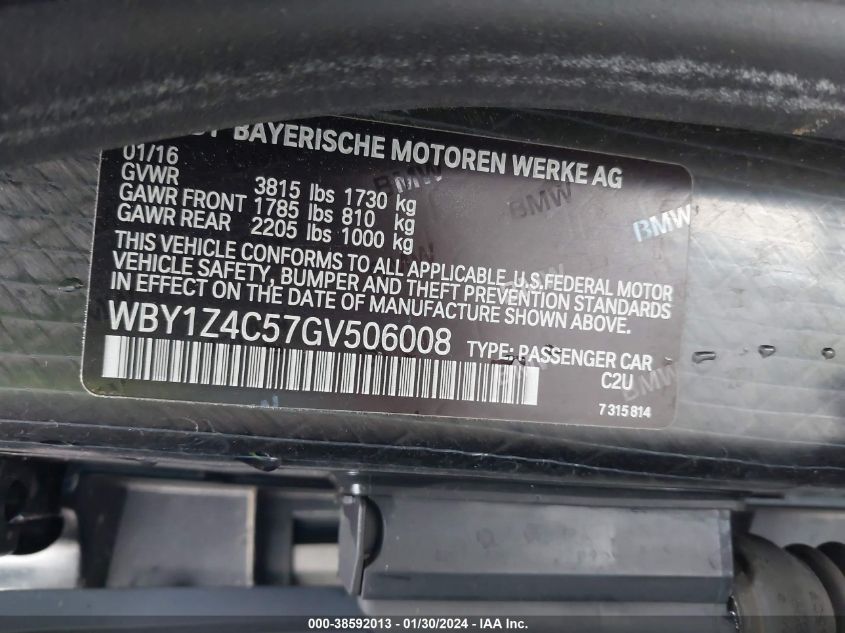 BY BAYERISCHE MOTOREN WERKE AG
01/16
GVWR 3815 lbs 1730 kg
GAWR FRONT 1785 lbs 810 kg
GAWR REAR 2205 lbs 1000 kg
THIS VEHICLE CONFORMS TO ALL APPLICABLE U.S.FEDERAL MOTOR
VEHICLE SAFETY, BUMPER AND THEFT PREVENTION STANDARDS
IN EFFECT ON THE DATE OF MANUFACTURE SHOWN ABOVE.
WBY1Z4C57GV506008 TYPE: PASSENGER CAR
C2U
7 315 814
BMW
BMW
BMW
BMW
000-38592013 - 01/30/2024 - IAA Inc.